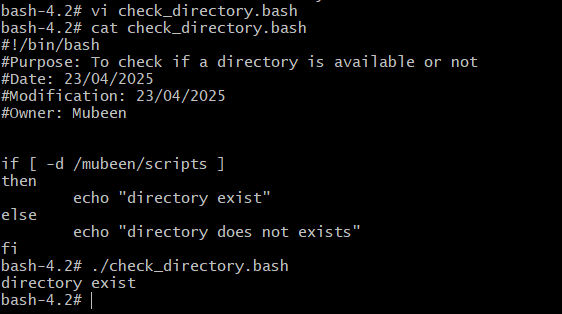 bash-4.2# vi check_directory.bash
bash-4.2# cat check_directory.bash
#!/bin/bash
#Purpose: To check if a directory is available or not
#Date: 23/04/2025
#Modification: 23/04/2025
#Owner: Mubeen
if [ -d /mubeen/scripts ]
then
echo "directory exist"
else
echo "directory does not exists"
fi
bash-4.2# ./check_directory.bash
directory exist
bash-4.2#